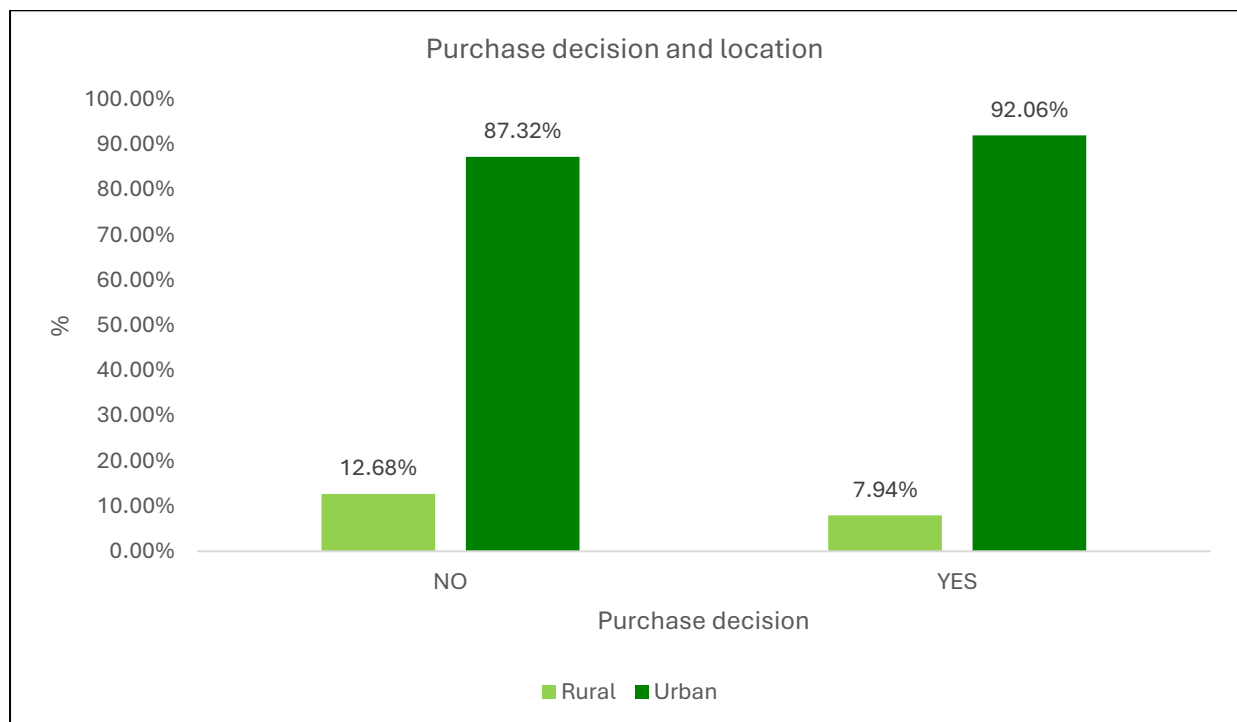 Purchase decision and location
100.00%
90.00%
80.00%
70.00%
60.00%
50.00%
40.00%
30.00%
20.00%
10.00%
0.00%
%
12.68%
87.32%
7.94%
92.06%
NO
YES
Purchase decision
Rural
Urban